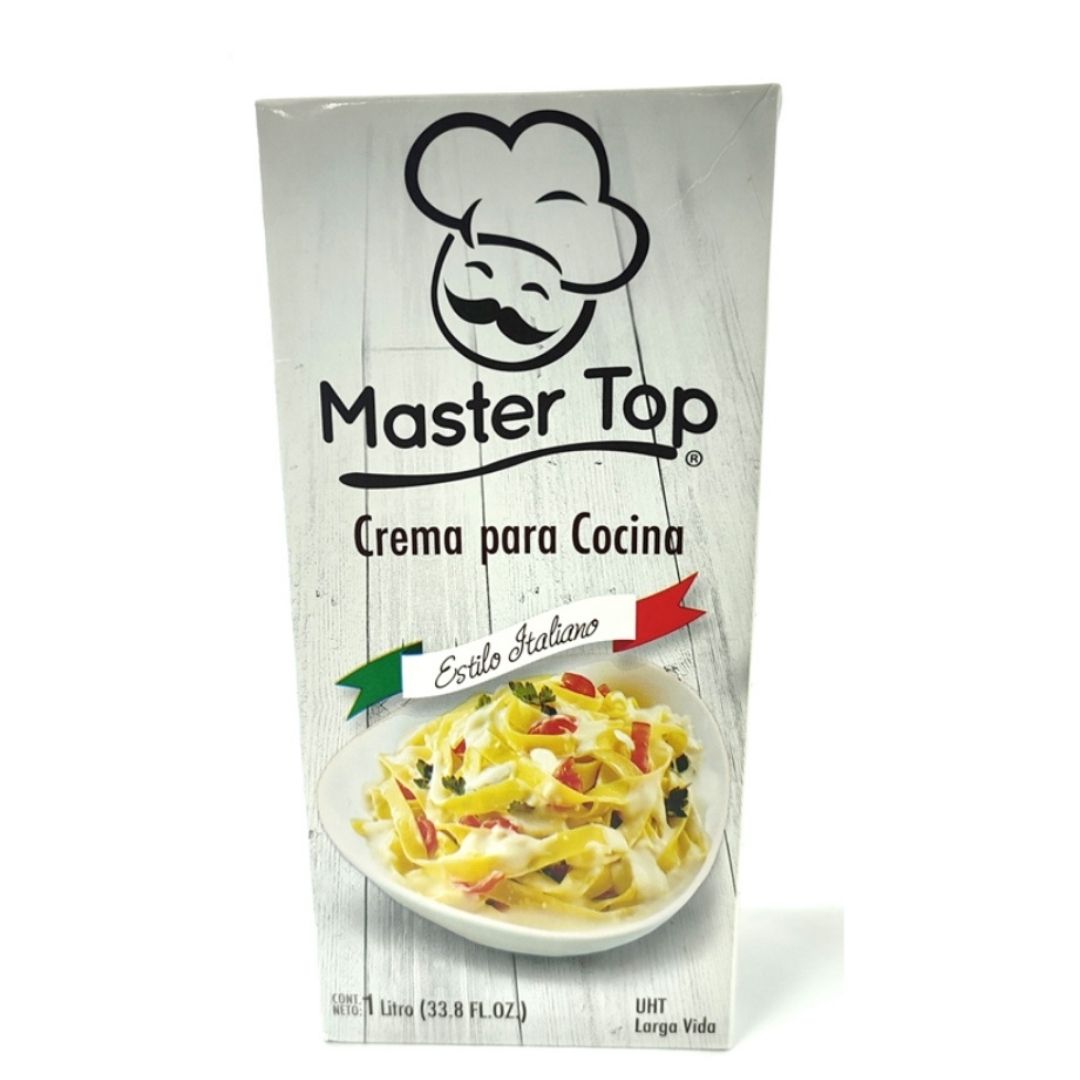 Master Top
®
Crema para Cocina
Estilo Italiano
CONT.
NETO: 1 Litro (33.8 FL.OZ.)
UHT
Larga Vida